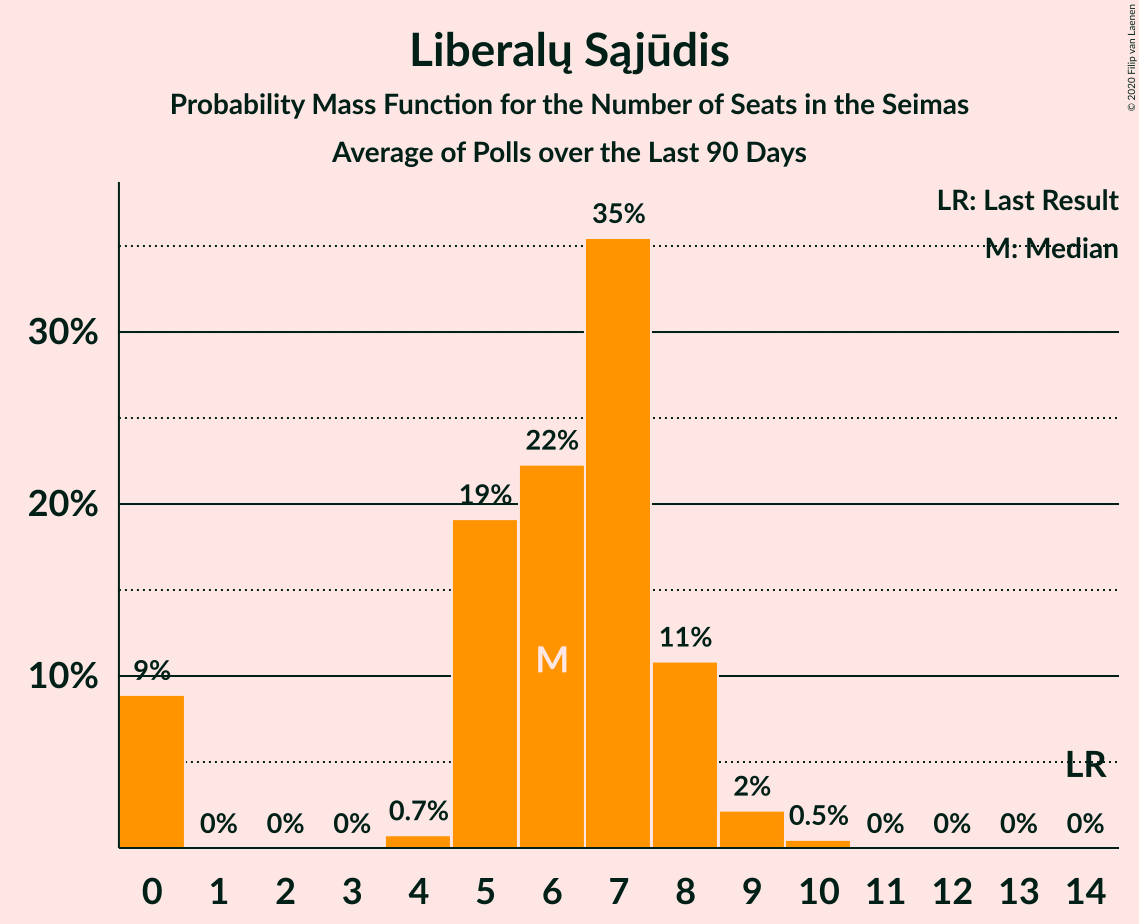 Liberalų Sąjūdis
Probability Mass Function for the Number of Seats in the Seimas
Average of Polls over the Last 90 Days
© 2020 Filip van Laenen
LR: Last Result
M: Median
35%
30%
22%
19%
20%
M
11%
9%
10%
LR
2%
0.7%
0.5%
0% 0% 0% 0% 0% 0% 0%
0 1 2 3 4 5 6 7 8 9 10 11 12 13 14